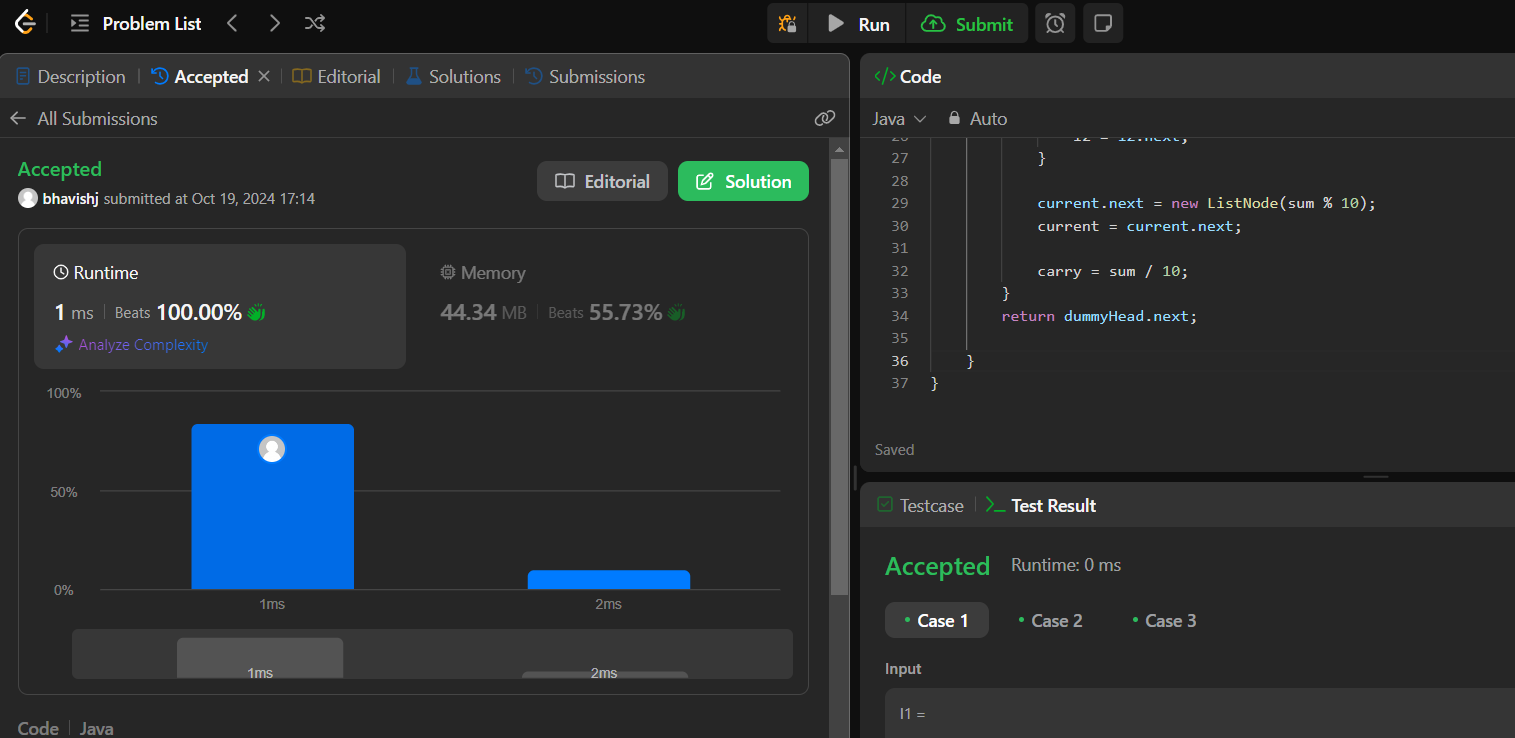 Problem List
Run
Submit
Description
Accepted
Editorial
Solutions
Submissions
All Submissions
Accepted
bhavishj submitted at Oct 19, 2024 17:14
Editorial
Solution
Runtime
1 ms
Beats 100.00%
Analyze Complexity
Memory
44.34 MB
Beats 55.73%
100%
50%
0%
1ms
2ms
1ms
2ms
Code
Java
</> Code
Java
Auto
26 l2 = l2.next;
27 }
28
29 current.next = new ListNode(sum % 10);
30 current = current.next;
31
32 carry = sum / 10;
33 }
34 return dummyHead.next;
35
36 }
37 }
Saved
Testcase
Test Result
Accepted
Runtime: 0 ms
Case 1
Case 2
Case 3
Input
l1 =